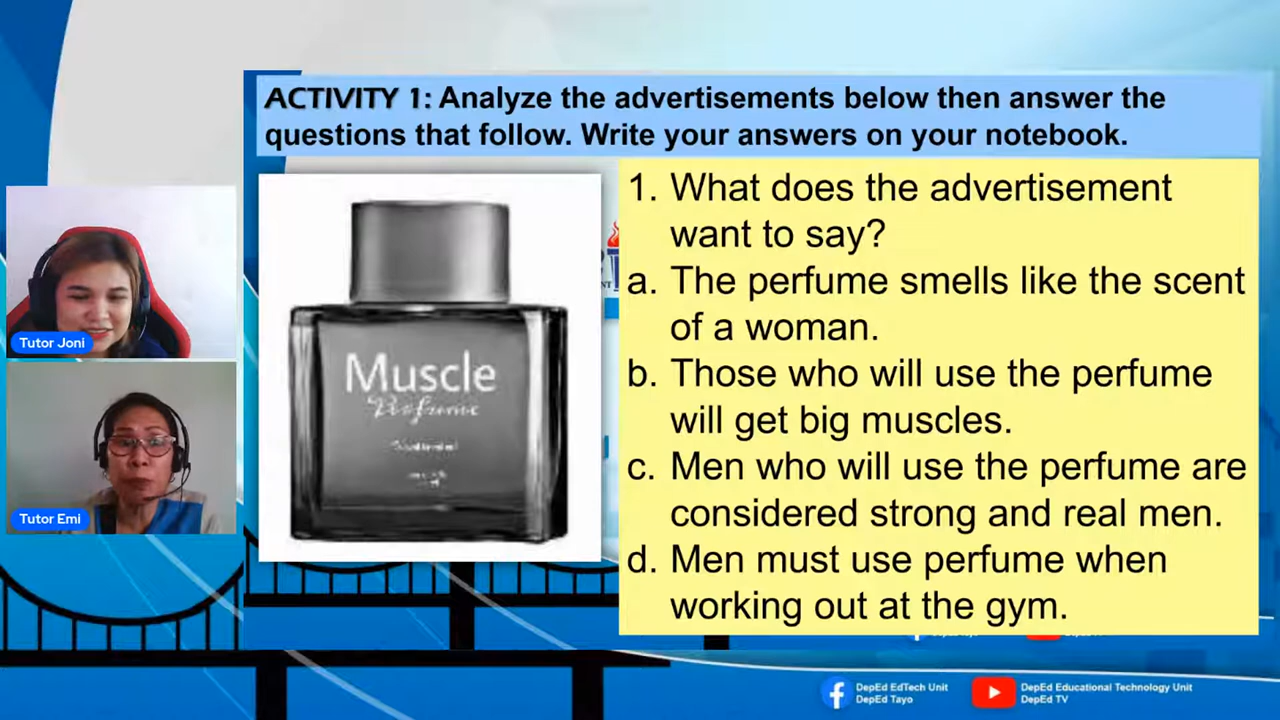 ACTIVITY 1: Analyze the advertisements below then answer the
questions that follow. Write your answers on your notebook.
Muscle
Perfume
1. What does the advertisement
want to say?
a. The perfume smells like the scent
of a woman.
b. Those who will use the perfume
will get big muscles.
c. Men who will use the perfume are
considered strong and real men.
d. Men must use perfume when
working out at the gym.
Tutor Joni
Tutor Emi
DepEd EdTech Unit
DepEd Tayo
DepEd Educational Technology Unit
DepEd TV